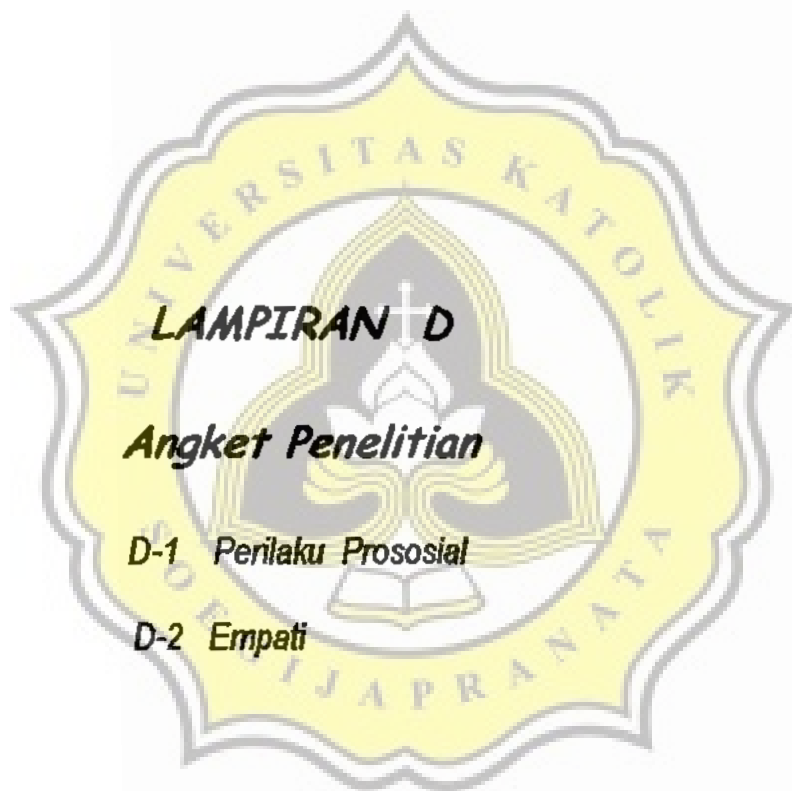 UNIVERSITAS KATOLIK
LAMPIRAN D
Angket Penelitian
D-1 Perilaku Prososial
D-2 Empati
SOEGIJAPRANATA